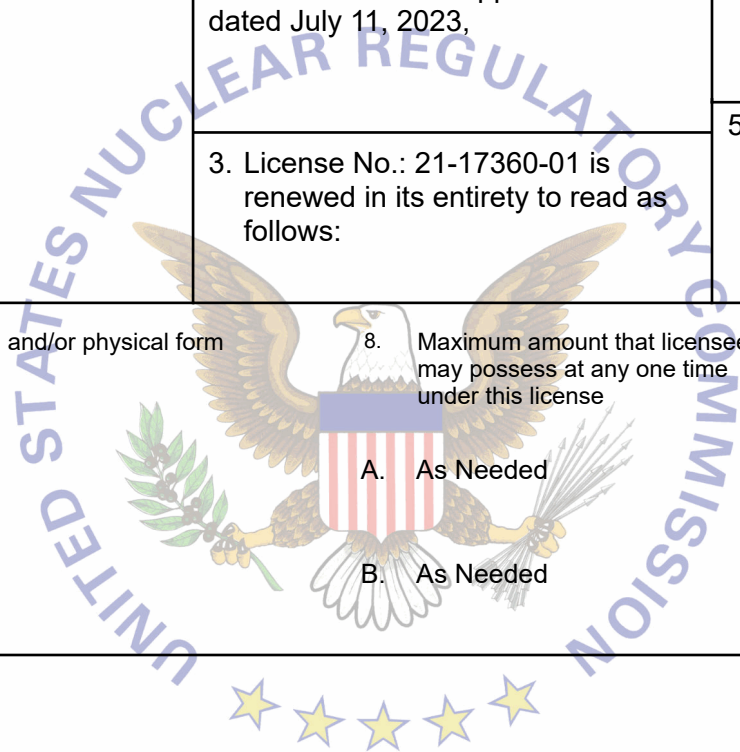 dated July 11, 2023,
5
3. License No.: 21-17360-01 is
renewed in its entirety to read as
follows:
and/or physical form
8. Maximum amount that licensee
may possess at any one time
under this license
A. As Needed
B. As Needed
UNITED STATES NUCLEAR REGULATORY COMMISSION